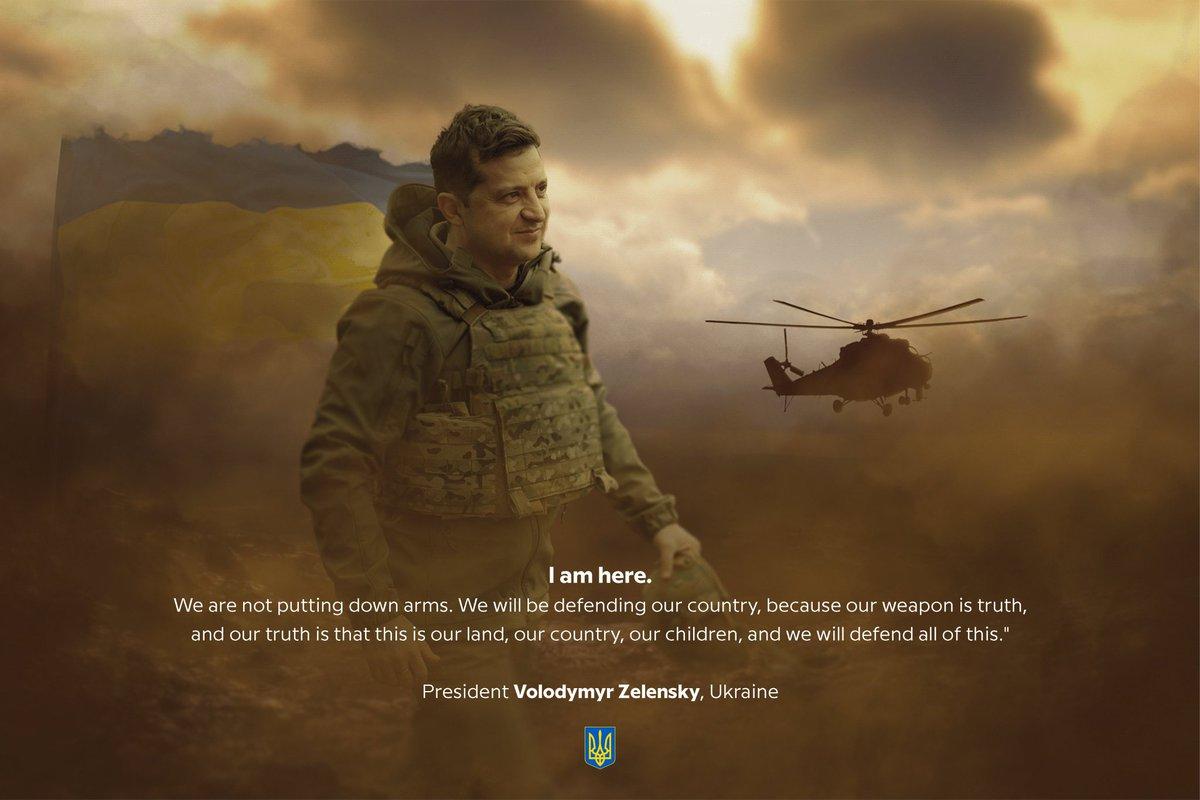 I am here.
We are not putting down arms. We will be defending our country, because our weapon is truth,
and our truth is that this is our land, our country, our children, and we will defend all of this."
President Volodymyr Zelensky, Ukraine